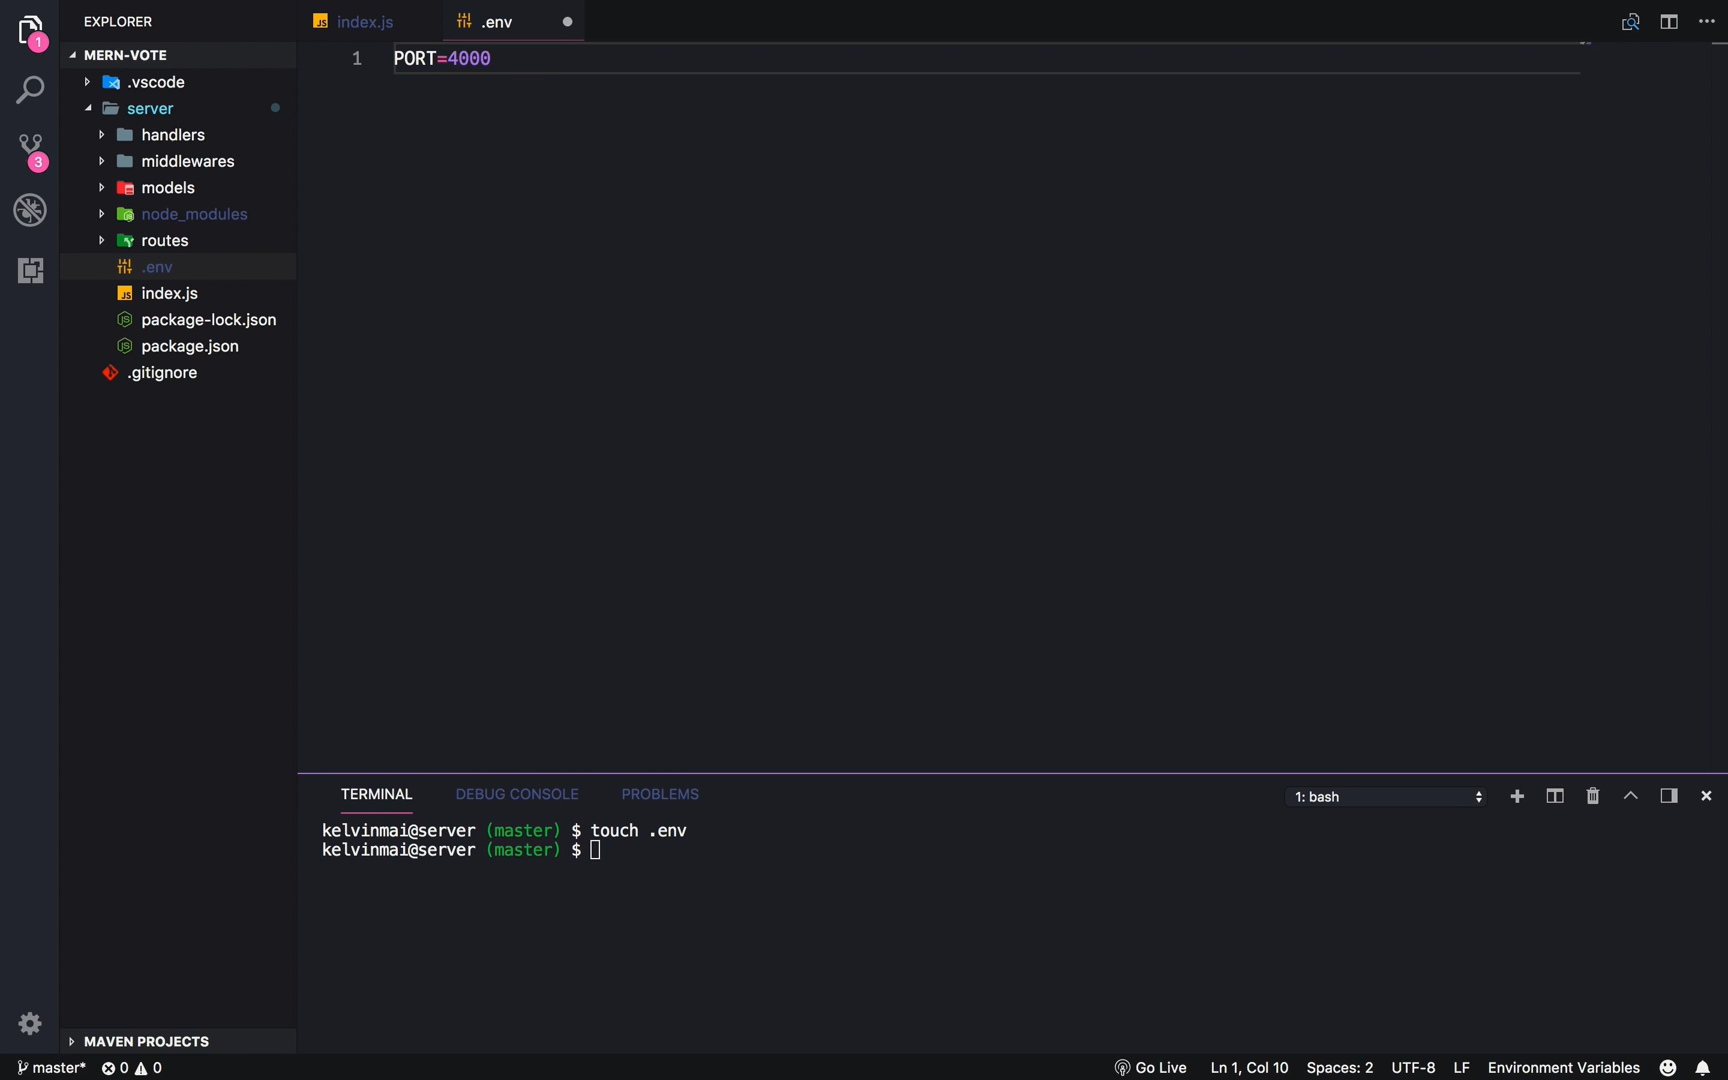 EXPLORER
index.js
.env
1
MERN-VOTE
1 PORT=4000
.vscode
server
handlers
3
middlewares
models
node_modules
routes
.env
JS index.js
package-lock.json
package.json
.gitignore
TERMINAL
DEBUG CONSOLE
PROBLEMS
1: bash
kelvinmai@server (master) $ touch .env
kelvinmai@server (master) $
MAVEN PROJECTS
master* 0 0
Go Live
Ln 1, Col 10
Spaces: 2
UTF-8
LF
Environment Variables